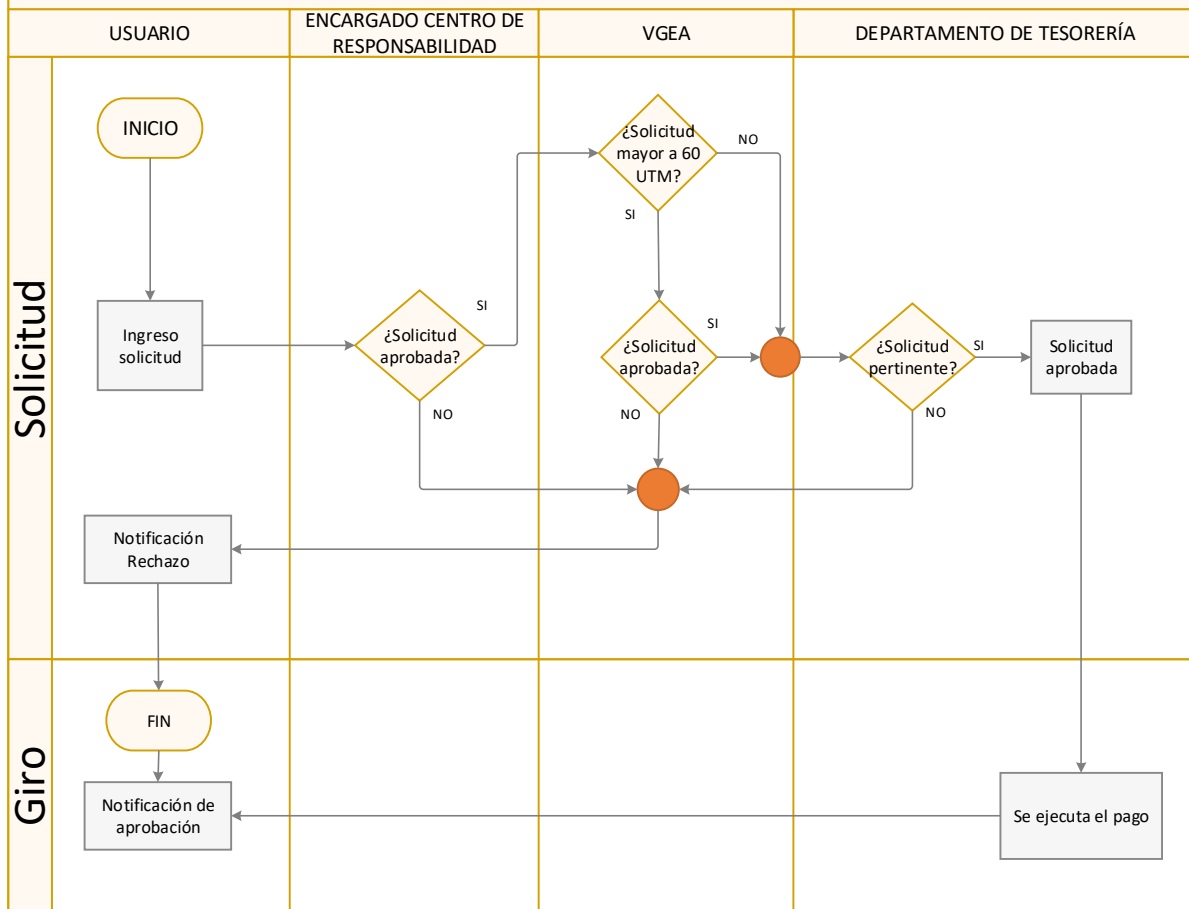 USUARIO
ENCARGADO CENTRO DE
RESPONSABILIDAD
VGEA
DEPARTAMENTO DE TESORERÍA
Solicitud
INICIO
¿Solicitud
mayor a 60
UTM?
NO
SI
Ingreso
solicitud
¿Solicitud
aprobada?
SI
NO
¿Solicitud
aprobada?
SI
NO
¿Solicitud
pertinente?
SI
NO
Solicitud
aprobada
Notificación
Rechazo
Giro
FIN
Notificación de
aprobación
Se ejecuta el pago